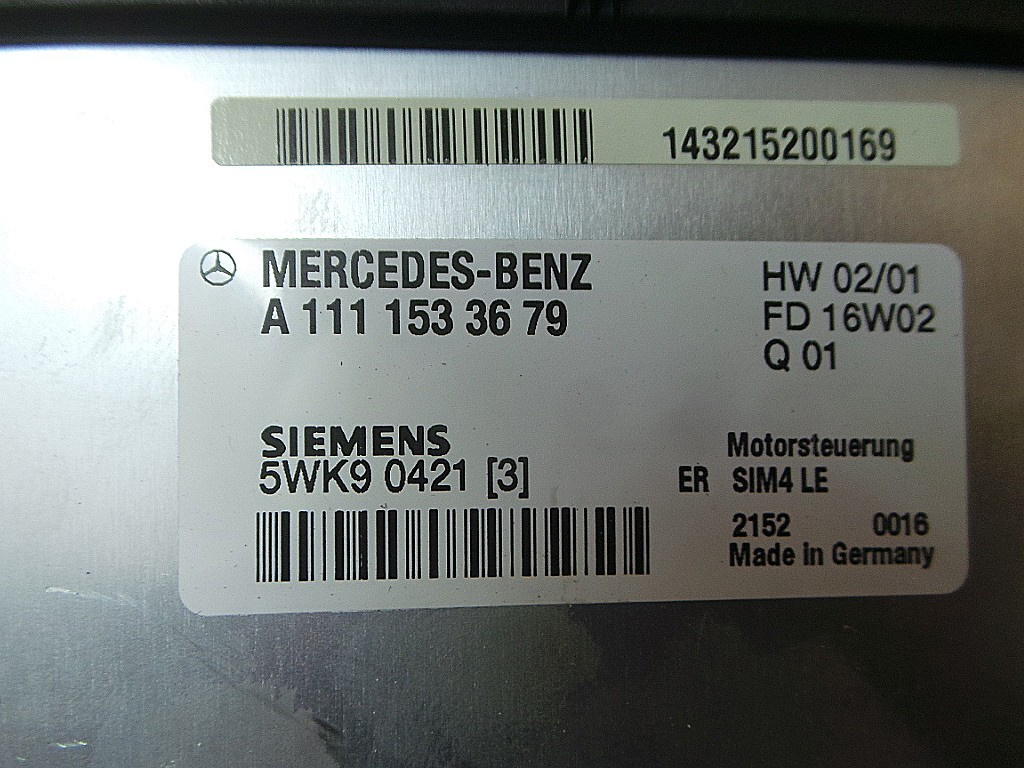 143215200169
MERCEDES-BENZ
A 111 153 36 79
HW 02/01
FD 16W02
Q 01
SIEMENS
5WK9 0421 [3]
Motorsteuerung
ER SIM4 LE
2152 0016
Made in Germany